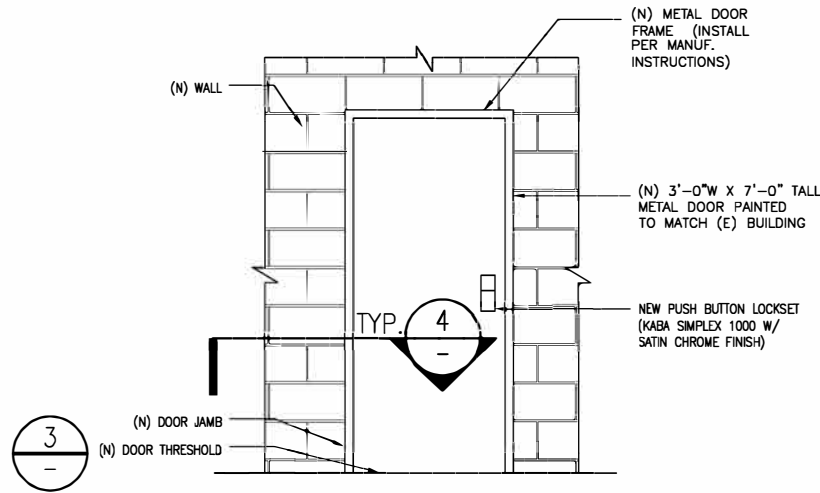 (N) METAL DOOR
FRAME (INSTALL
PER MANUF.
INSTRUCTIONS)
(N) WALL
(N) 3'-0"W X 7'-0" TALL
METAL DOOR PAINTED
TO MATCH (E) BUILDING
NEW PUSH BUTTON LOCKSET
(KABA SIMPLEX 1000 W/
SATIN CHROME FINISH)
TYP.
4
-
(N) DOOR JAMB
(N) DOOR THRESHOLD
3
-